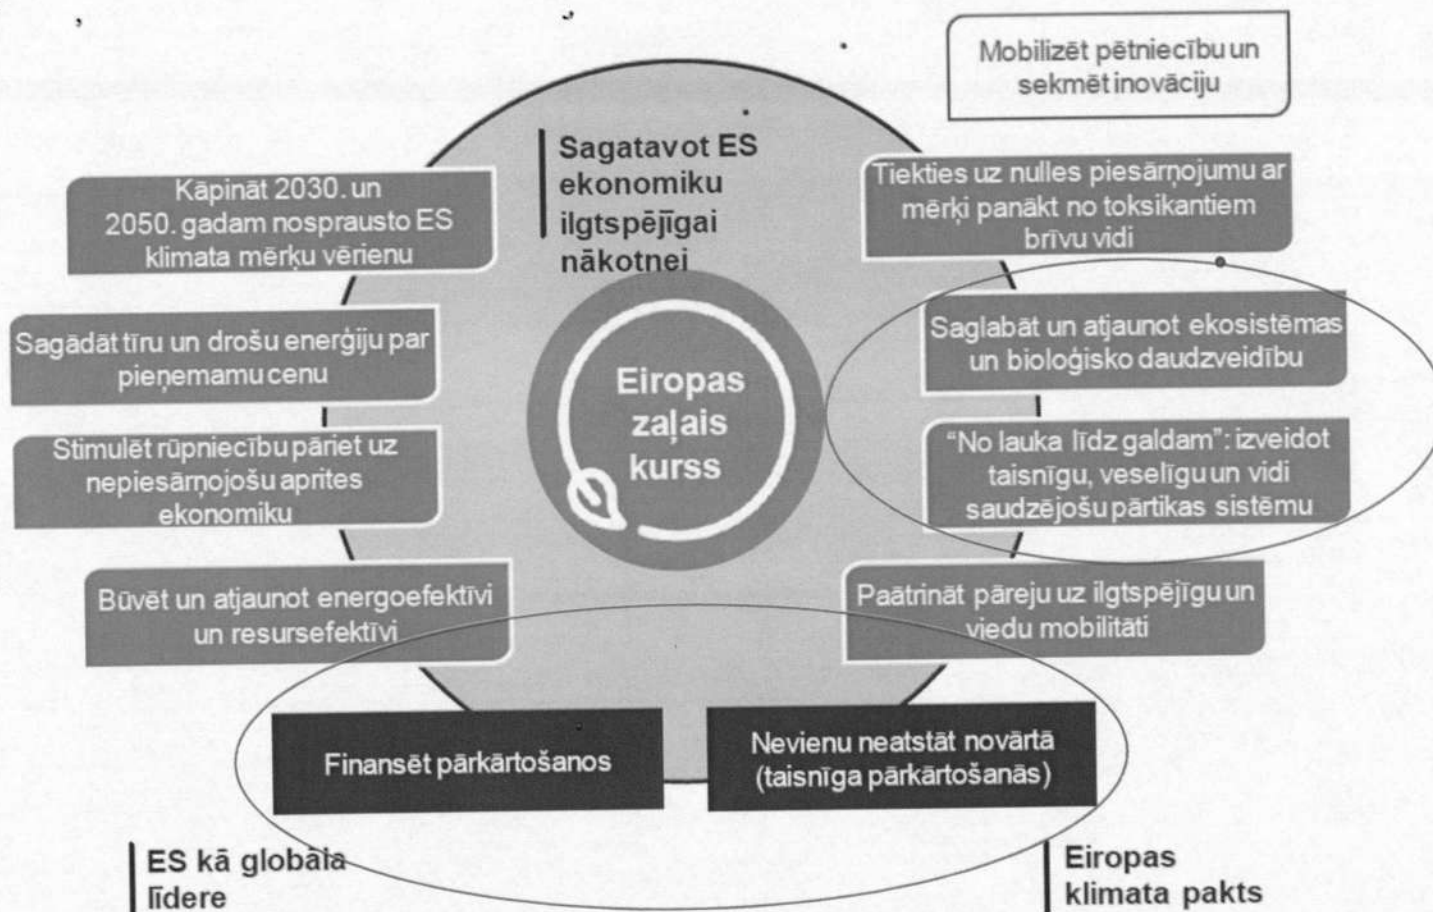 Mobilizēt pētniecību un
sekmēt inovāciju
Sagatavot ES
ekonomiku
ilgtspējīgai
nākotnei
Kāpināt 2030. un
2050. gadam nosprausto ES
klimata mērķu vērienu
Tiekties uz nulles piesārņojumu ar
mērķi panākt no toksikantiem
brīvu vidi
Sagādāt tīru un drošu enerģiju par
pieņemamu cenu
Saglabāt un atjaunot ekosistēmas
un bioloģisko daudzveidību
Eiropas
zaļais
kurss
Stimulēt rūpniecību pāriet uz
nepiesārņojošu aprites
ekonomiku
“No lauka līdz galdam”: izveidot
taisnīgu, veselīgu un vidi
saudzējošu pārtikas sistēmu
Būvēt un atjaunot energoefektīvi
un resursefektīvi
Paātrināt pāreju uz ilgtspējīgu un
viedu mobilitāti
Finansēt pārkārtošanos
Nevienu neatstāt novārtā
(taisnīga pārkārtošanās)
ES kā globāla
līdere
Eiropas
klimata pakts